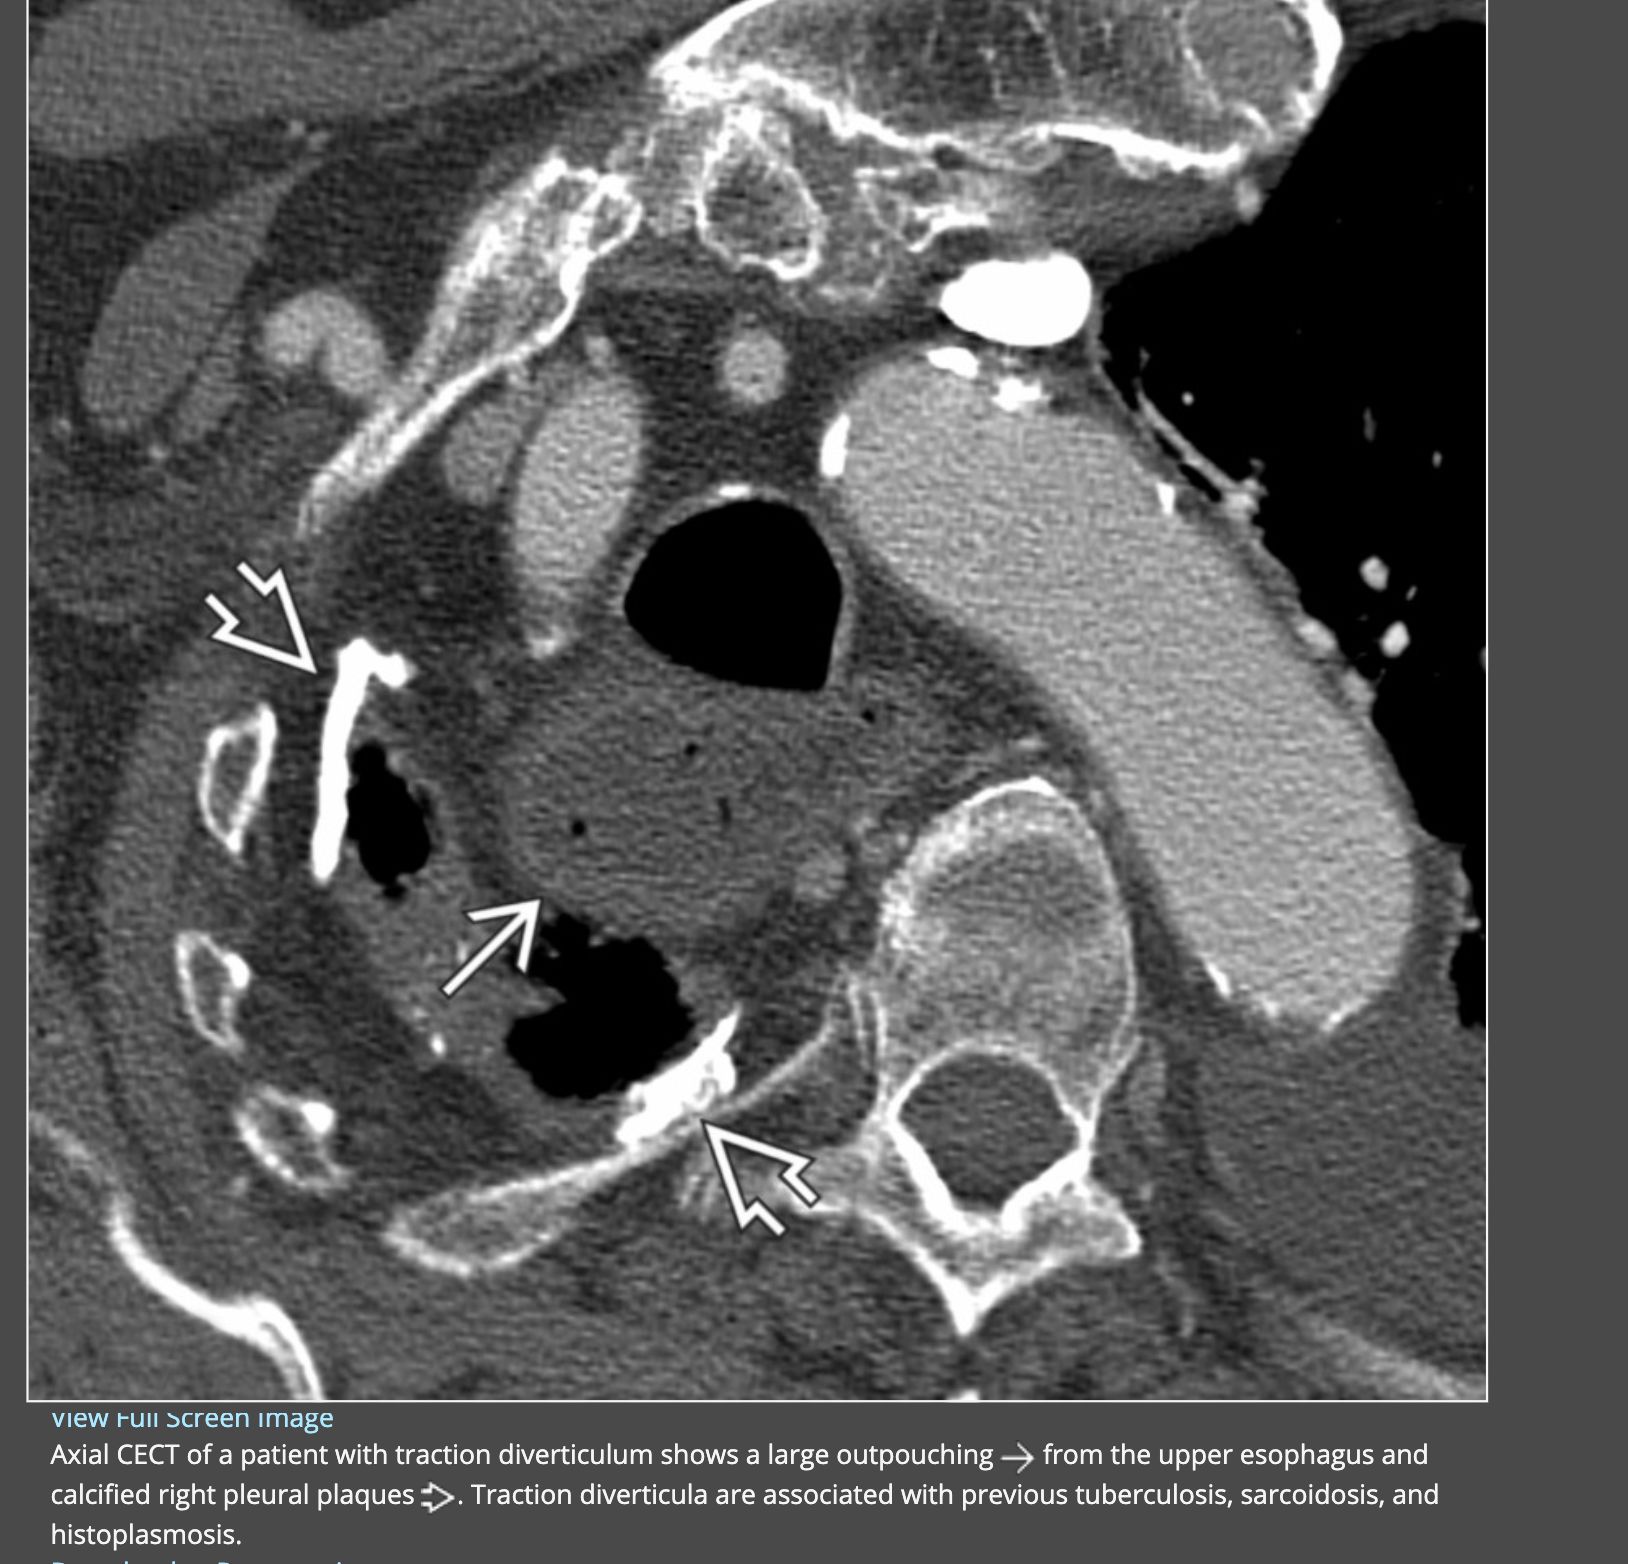 View Full Screen Image
Axial CECT of a patient with traction diverticulum shows a large outpouching → from the upper esophagus and
calcified right pleural plaques ⇨. Traction diverticula are associated with previous tuberculosis, sarcoidosis, and
histoplasmosis.